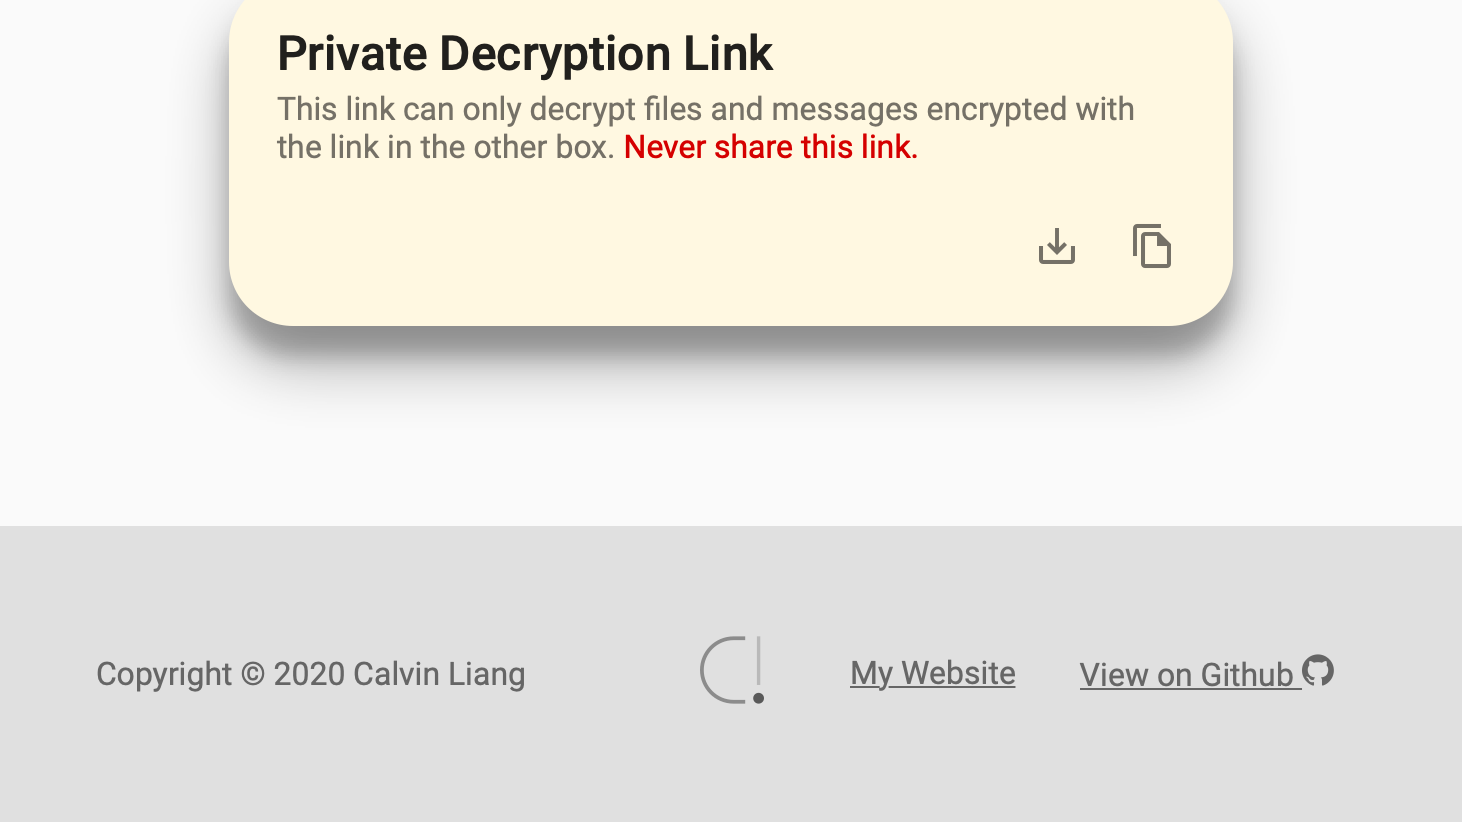 Private Decryption Link
This link can only decrypt files and messages encrypted with
the link in the other box. Never share this link.
Copyright © 2020 Calvin Liang
My Website
View on Github